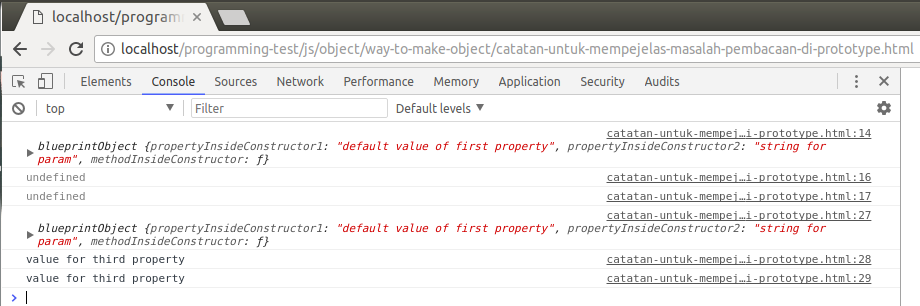 localhost/programm
localhost/programming-test/js/object/way-to-make-object/catatan-untuk-mempejelas-masalah-pembacaan-di-prototype.html
Elements Console Sources Network Performance Memory Application Security Audits
top Filter Default levels
catatan-untuk-mempej…i-prototype.html:14
blueprintObject {propertyInsideConstructor1: "default value of first property", propertyInsideConstructor2: "string for
param", methodInsideConstructor: ƒ}
undefined catatan-untuk-mempej…i-prototype.html:16
undefined catatan-untuk-mempej…i-prototype.html:17
catatan-untuk-mempej…i-prototype.html:27
blueprintObject {propertyInsideConstructor1: "default value of first property", propertyInsideConstructor2: "string for
param", methodInsideConstructor: ƒ}
value for third property catatan-untuk-mempej…i-prototype.html:28
value for third property catatan-untuk-mempej…i-prototype.html:29